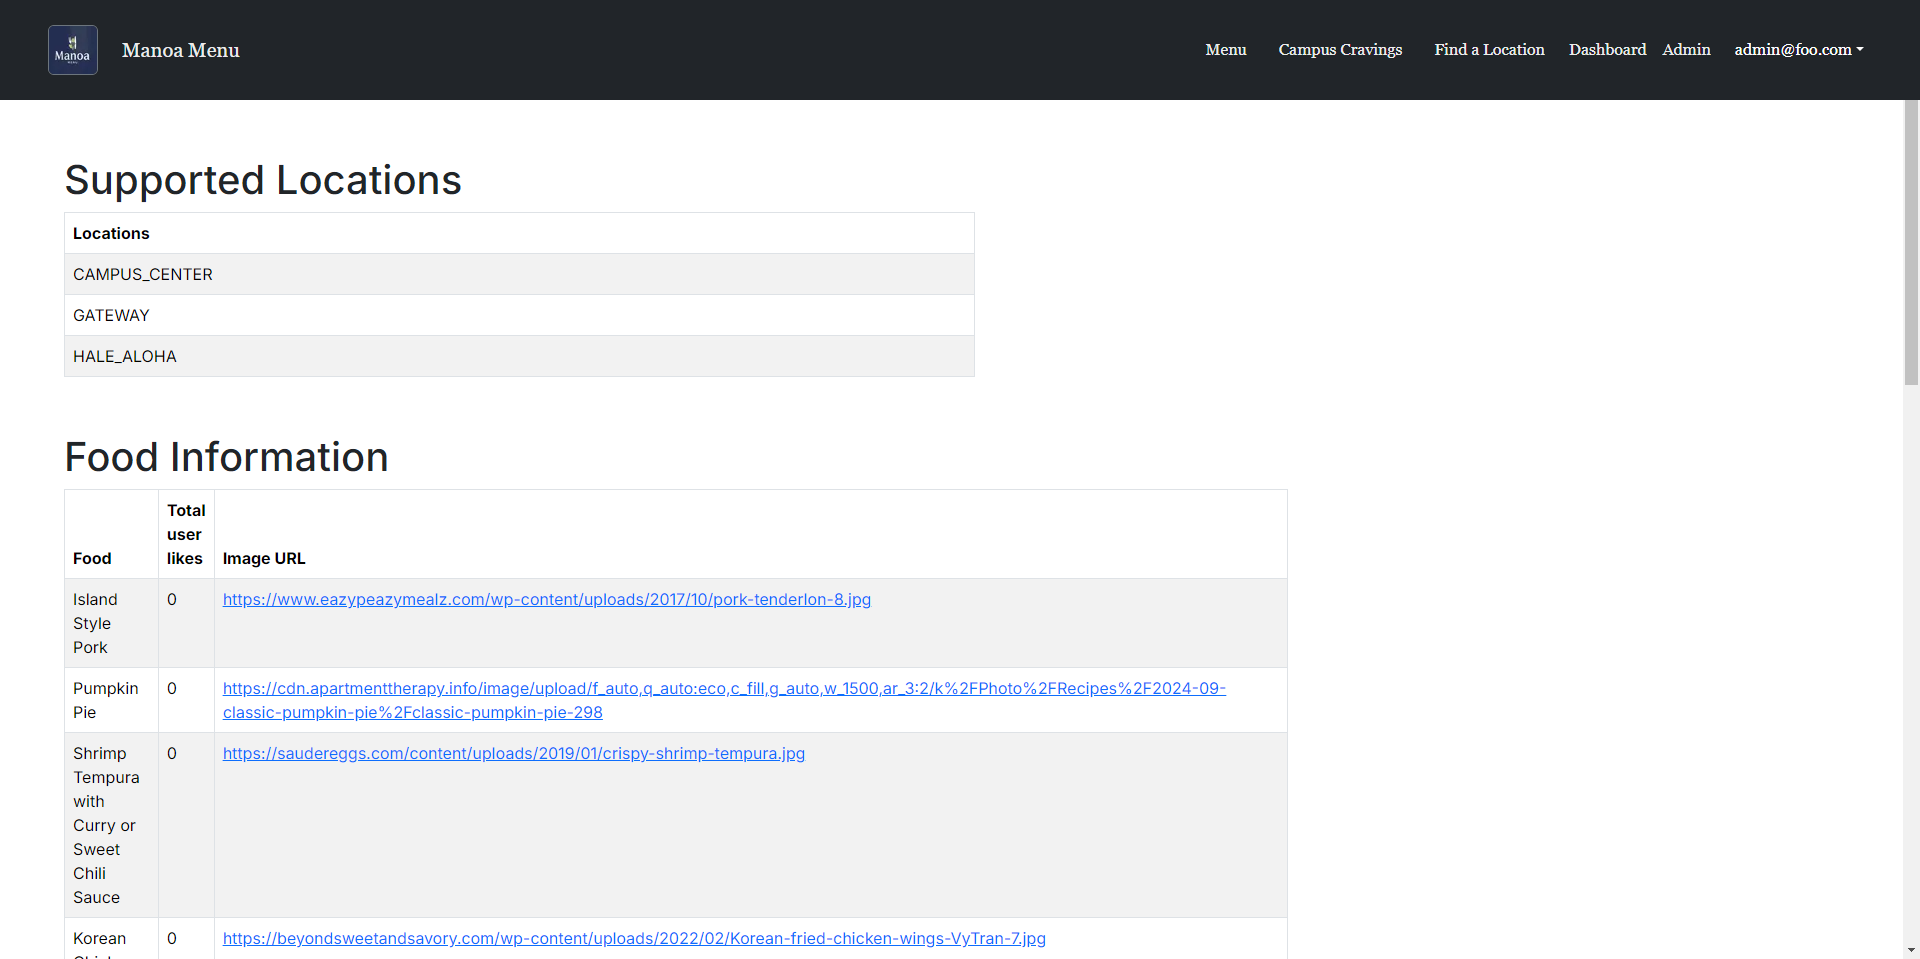 Manoa
Manoa Menu
Menu
Campus Cravings
Find a Location
Dashboard
Admin
admin@foo.com
Supported Locations
Locations
CAMPUS_CENTER
GATEWAY
HALE_ALOHA
Food Information
Food
Total
user
likes
Image URL
Island
Style
Pork
0
https://www.eazypeazymealz.com/wp-content/uploads/2017/10/pork-tenderlon-8.jpg
Pumpkin
Pie
0
https://cdn.apartmenttherapy.info/image/upload/f_auto,q_auto:eco,c_fill,g_auto,w_1500,ar_3:2/k%2FPhoto%2FRecipes%2F2024-09-
classic-pumpkin-pie%2Fclassic-pumpkin-pie-298
Shrimp
Tempura
with
Curry or
Sweet
Chili
Sauce
0
https://saudereggs.com/content/uploads/2019/01/crispy-shrimp-tempura.jpg
Korean
0
https://beyondsweetandsavory.com/wp-content/uploads/2022/02/Korean-fried-chicken-wings-VyTran-7.jpg